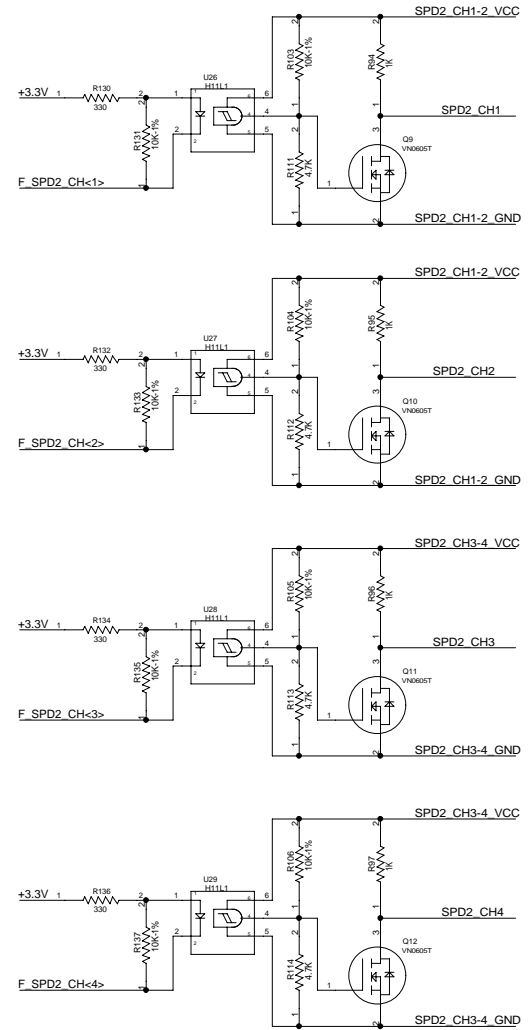 SPD2_CH1-2_VCC
R103
10K-1%
R94
1K
U26
H11L1
+3.3V
R130
330
R131
10K-1%
SPD2_CH1
Q9
VN0605T
R111
4.7K
F_SPD2_CH<1>
SPD2_CH1-2_GND
SPD2_CH1-2_VCC
R104
10K-1%
R95
1K
U27
H11L1
+3.3V
R132
330
R133
10K-1%
SPD2_CH2
Q10
VN0605T
R112
4.7K
F_SPD2_CH<2>
SPD2_CH1-2_GND
SPD2_CH3-4_VCC
R105
10K-1%
R96
1K
U28
H11L1
+3.3V
R134
330
R135
10K-1%
SPD2_CH3
Q11
VN0605T
R113
4.7K
F_SPD2_CH<3>
SPD2_CH3-4_GND
SPD2_CH3-4_VCC
R106
10K-1%
R97
1K
U29
H11L1
+3.3V
R136
330
R137
10K-1%
SPD2_CH4
Q12
VN0605T
R114
4.7K
F_SPD2_CH<4>
SPD2_CH3-4_GND